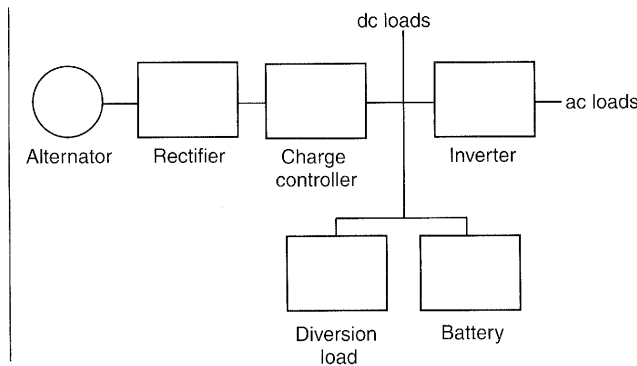 dc loads
ac loads
Alternator
Rectifier
Charge
controller
Inverter
Diversion
load
Battery